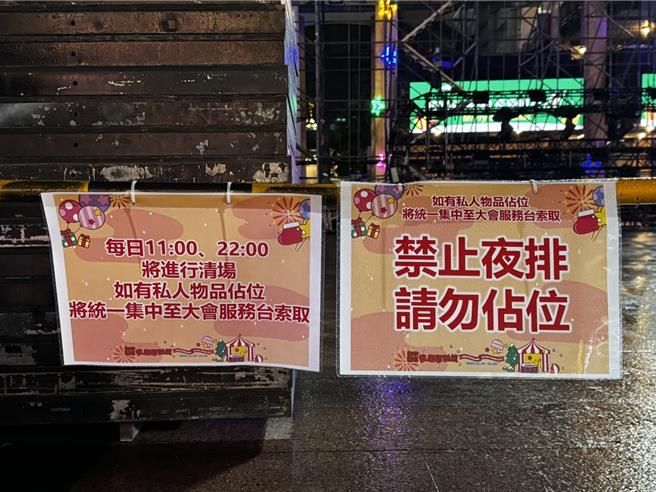 每日11:00、22:00
將進行清場
如有私人物品佔位
將統一集中至大會服務台索取
如有私人物品佔位
將統一集中至大會服務台索取
禁止夜排
請勿佔位